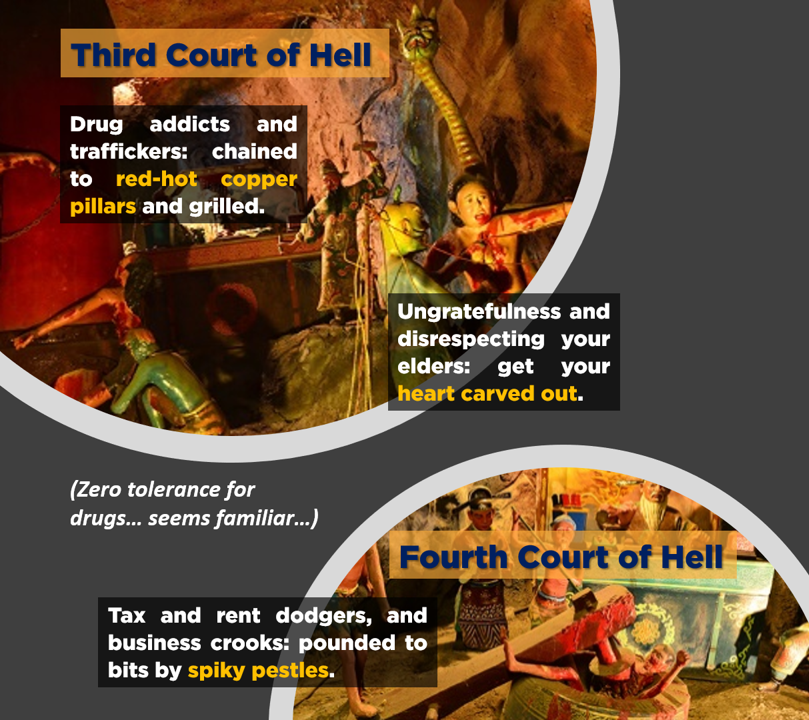 Third Court of Hell
Drug addicts and
traffickers: chained
to red-hot copper
pillars and grilled.
Ungratefulness and
disrespecting your
elders: get your
heart carved out.
(Zero tolerance for
drugs... seems familiar...)
Fourth Court of Hell
Tax and rent dodgers, and
business crooks: pounded to
bits by spiky pestles.